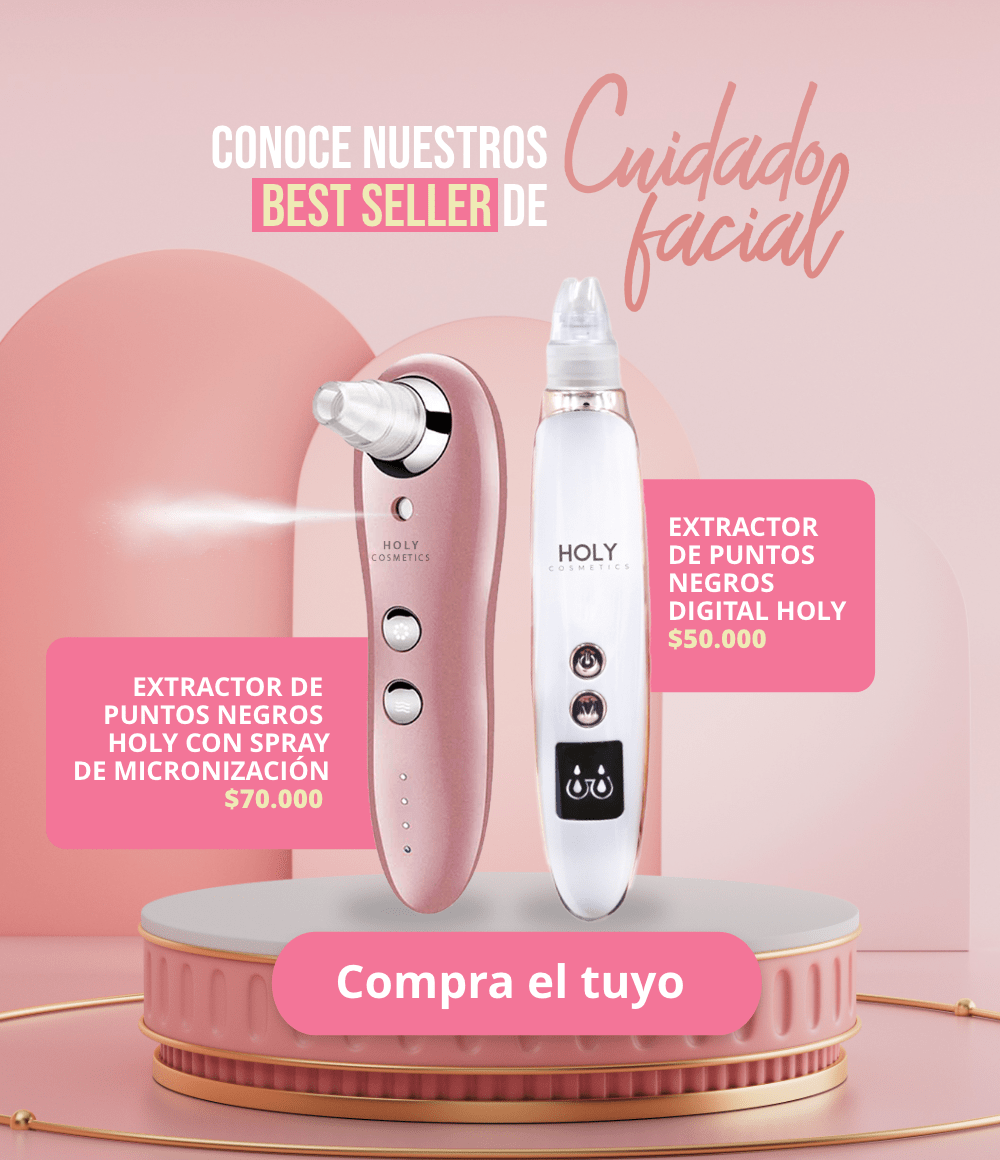 CONOCE NUESTROS
BEST SELLER DE
Cuidado
facial
HOLY
COSMETICS
HOLY
COSMETICS
EXTRACTOR
DE PUNTOS
NEGROS
DIGITAL HOLY
$50.000
EXTRACTOR DE
PUNTOS NEGROS
HOLY CON SPRAY
DE MICRONIZACIÓN
$70.000
Compra el tuyo